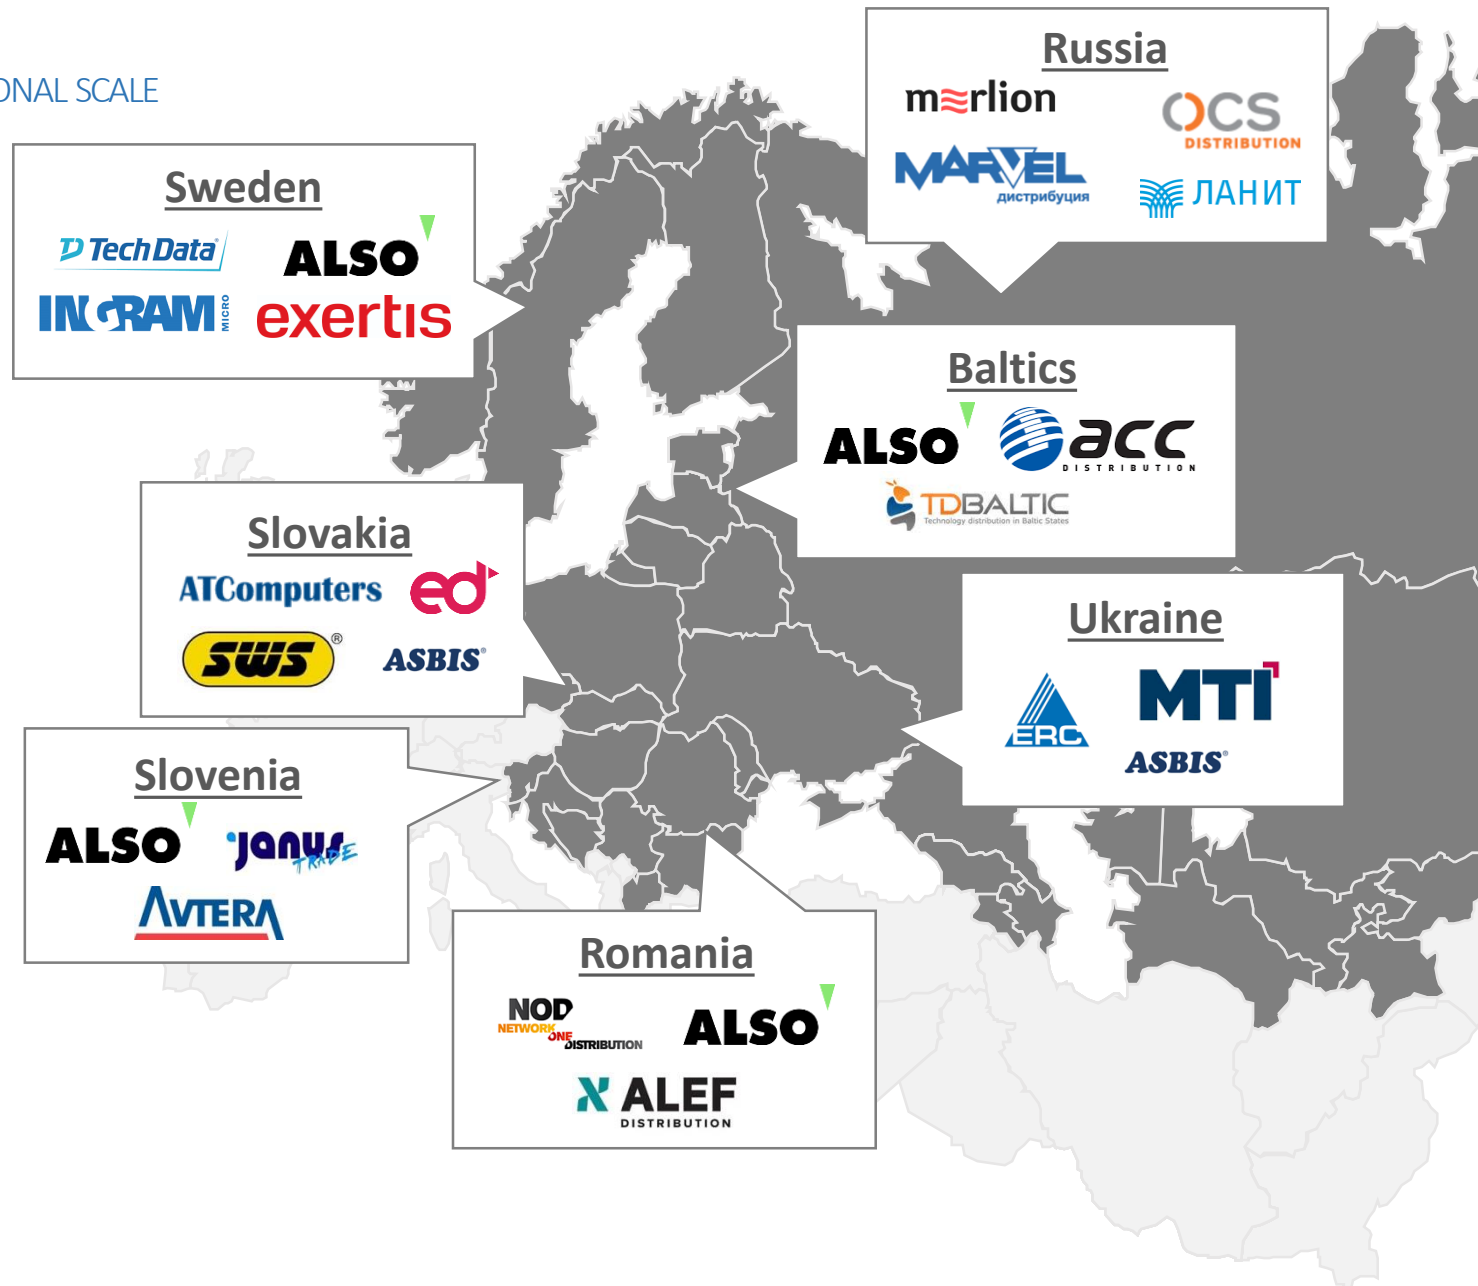 ONAL SCALE
Russia
merlion
OCS
DISTRIBUTION
MARVEL
дистрибуция
ЛАНИТ
Sweden
TechData
ALSO
INGRAM MICRO
exertis
Baltics
ALSO
acc
DISTRIBUTION
TDBALTIC
Technology distribution in Baltic States
Slovakia
ATComputers
ed
SWS®
ASBIS®
Ukraine
ERC
MTI
ASBIS®
Slovenia
ALSO
Janus
TRADE
AVTERA
Romania
NOD
NETWORK
ONE
DISTRIBUTION
ALSO
ALEF
DISTRIBUTION